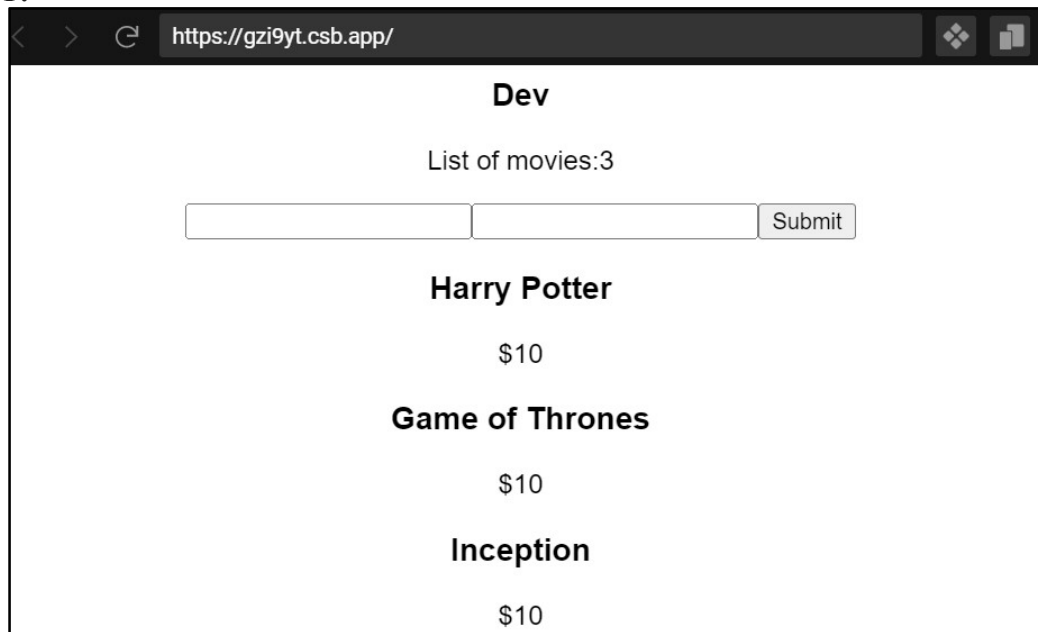 https://gzi9yt.csb.app/
Dev
List of movies:3
Submit
Harry Potter
$10
Game of Thrones
$10
Inception
$10